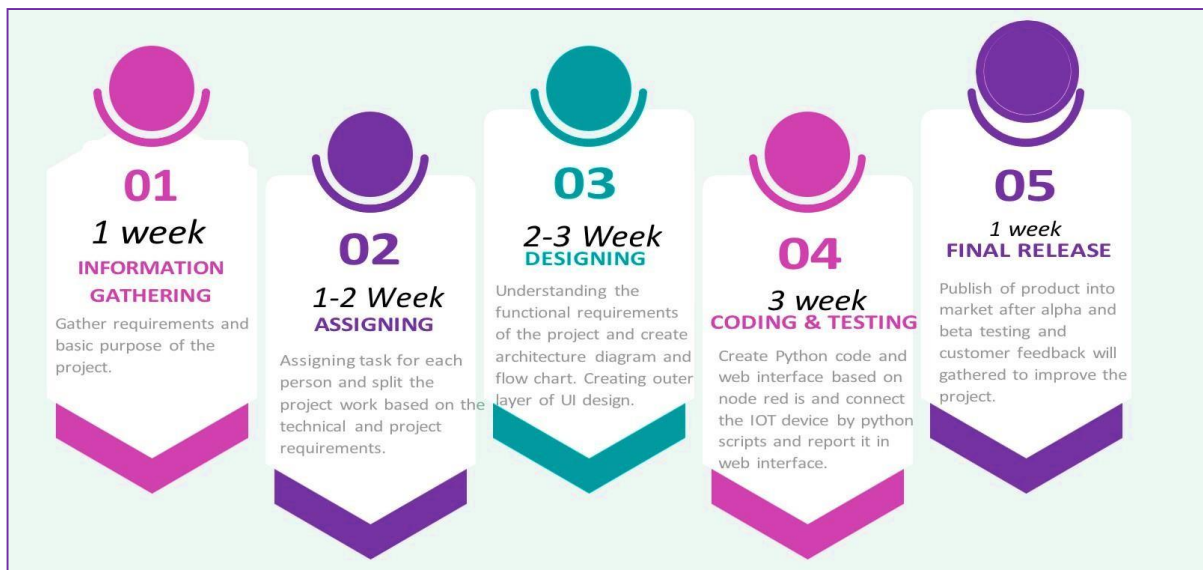 01
1 week
INFORMATION
GATHERING
Gather requirements and
basic purpose of the
project.
02
1-2 Week
ASSIGNING
Assigning task for each
person and split the
project work based on the
technical and project
requirements.
03
2-3 Week
DESIGNING
Understanding the
functional requirements
of the project and create
architecture diagram and
flow chart. Creating outer
layer of UI design.
04
3 week
CODING & TESTING
Create Python code and
web interface based on
node red is and connect
the IOT device by python
scripts and report it in
web interface.
05
1 week
FINAL RELEASE
Publish of product into
market after alpha and
beta testing and
customer feedback will
gathered to improve the
project.